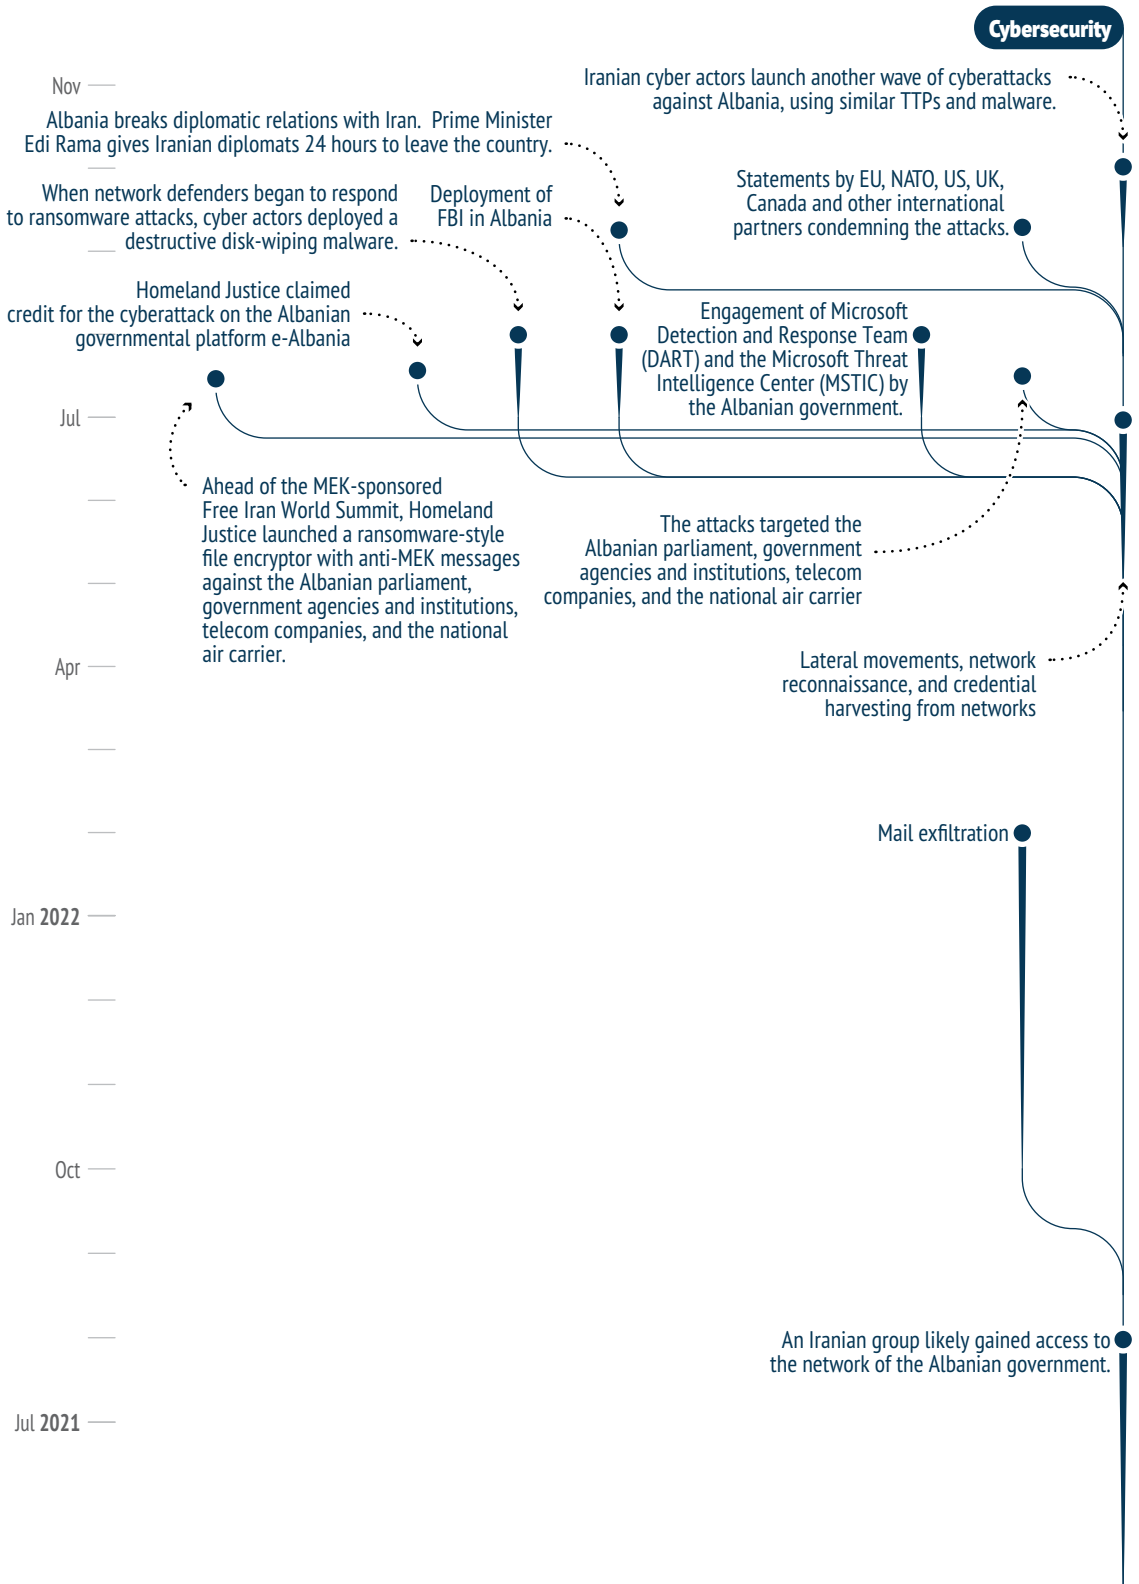 Cybersecurity
Nov
Iranian cyber actors launch another wave of cyberattacks
against Albania, using similar TTPs and malware.
Albania breaks diplomatic relations with Iran.  Prime Minister
Edi Rama gives Iranian diplomats 24 hours to leave the country.
When network defenders began to respond
to ransomware attacks, cyber actors deployed a
destructive disk-wiping malware.
Deployment of
FBI in Albania
Statements by EU, NATO, US, UK,
Canada and other international
partners condemning the attacks.
Homeland Justice claimed
credit for the cyberattack on the Albanian
governmental platform e-Albania
Engagement of Microsoft
Detection and Response Team
(DART) and the Microsoft Threat
Intelligence Center (MSTIC) by
the Albanian government.
Jul
Ahead of the MEK-sponsored
Free Iran World Summit, Homeland
Justice launched a ransomware-style
file encryptor with anti-MEK messages
against the Albanian parliament,
government agencies and institutions,
telecom companies, and the national
air carrier.
The attacks targeted the
Albanian parliament, government
agencies and institutions, telecom
companies, and the national air carrier
Apr
Lateral movements, network
reconnaissance, and credential
harvesting from networks
Mail exfiltration
Jan 2022
Oct
An Iranian group likely gained access to
the network of the Albanian government.
Jul 2021